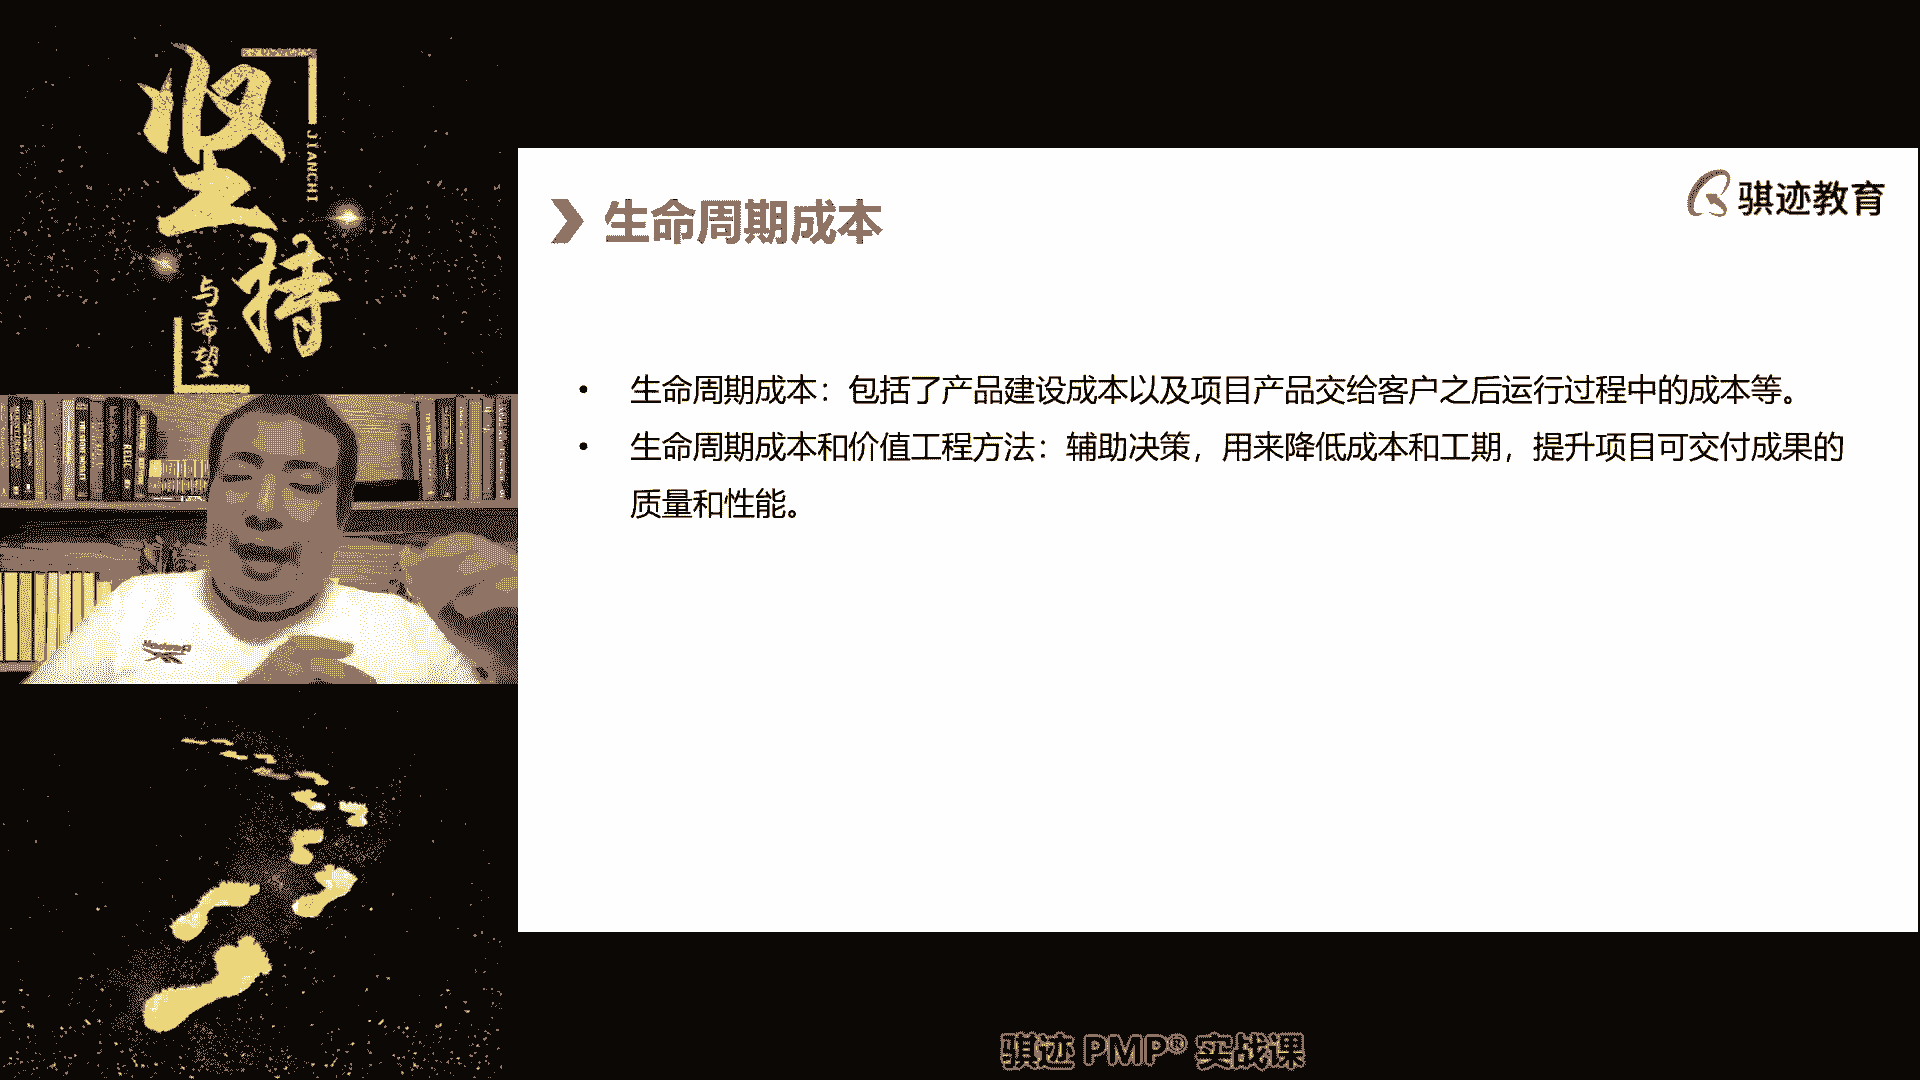 坚持
JIANCHI
与希望
骐迹教育
生命周期成本
• 生命周期成本：包括了产品建设成本以及项目产品交给客户之后运行过程中的成本等。
• 生命周期成本和价值工程方法：辅助决策，用来降低成本和工期，提升项目可交付成果的
质量和性能。
骐迹 PMP® 实战课